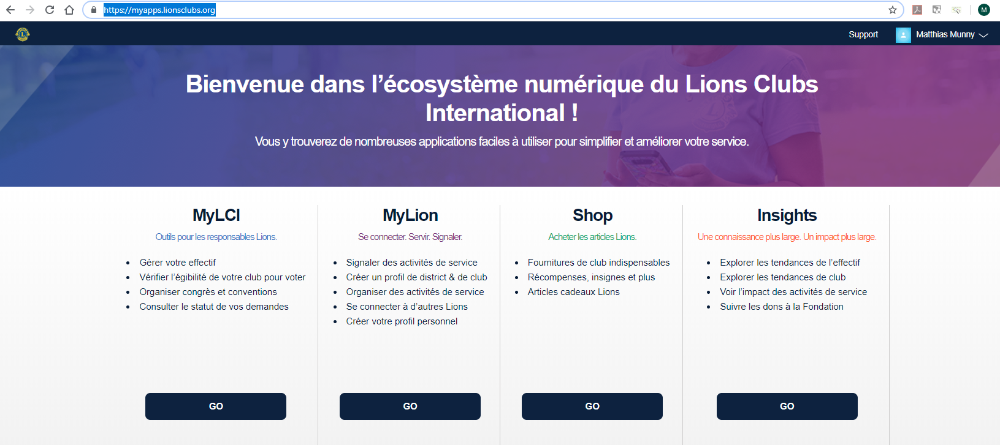 https://myapps.lionsclubs.org
M
L
Support
Matthias Munny
Bienvenue dans l’écosystème numérique du Lions Clubs
International !
Vous y trouverez de nombreuses applications faciles à utiliser pour simplifier et améliorer votre service.
MyLCI
Outils pour les responsables Lions.
• Gérer votre effectif
• Vérifier l’égibilité de votre club pour voter
• Organiser congrès et conventions
• Consulter le statut de vos demandes
GO
MyLion
Se connecter. Servir. Signaler.
• Signaler des activités de service
• Créer un profil de district & de club
• Organiser des activités de service
• Se connecter à d’autres Lions
• Créer votre profil personnel
GO
Shop
Acheter les articles Lions.
• Fournitures de club indispensables
• Récompenses, insignes et plus
• Articles cadeaux Lions
GO
Insights
Une connaissance plus large. Un impact plus large.
• Explorer les tendances de l’effectif
• Explorer les tendances de club
• Voir l’impact des activités de service
• Suivre les dons à la Fondation
GO